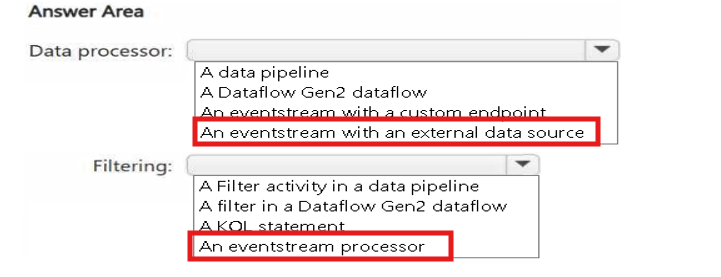 Answer Area
Data processor:
A data pipeline
A Dataflow Gen2 dataflow
An eventstream with a custom endpoint
An eventstream with an external data source
Filtering:
A Filter activity in a data pipeline
A filter in a Dataflow Gen2 dataflow
A KQL statement
An eventstream processor